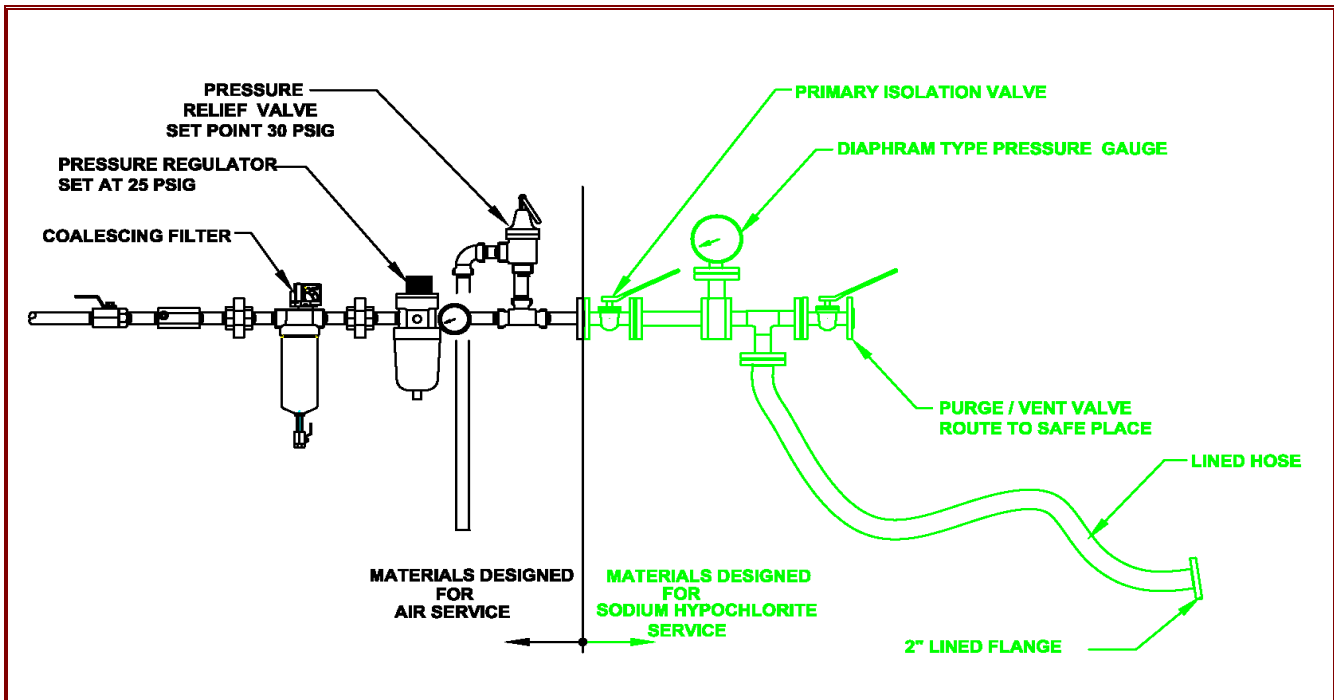 PRESSURE
RELIEF VALVE
SET POINT 30 PSIG
PRESSURE REGULATOR
SET AT 25 PSIG
COALESCING FILTER
PRIMARY ISOLATION VALVE
DIAPHRAM TYPE PRESSURE GAUGE
PURGE / VENT VALVE
ROUTE TO SAFE PLACE
LINED HOSE
MATERIALS DESIGNED
FOR
AIR SERVICE
MATERIALS DESIGNED
FOR
SODIUM HYPOCHLORITE
SERVICE
2" LINED FLANGE